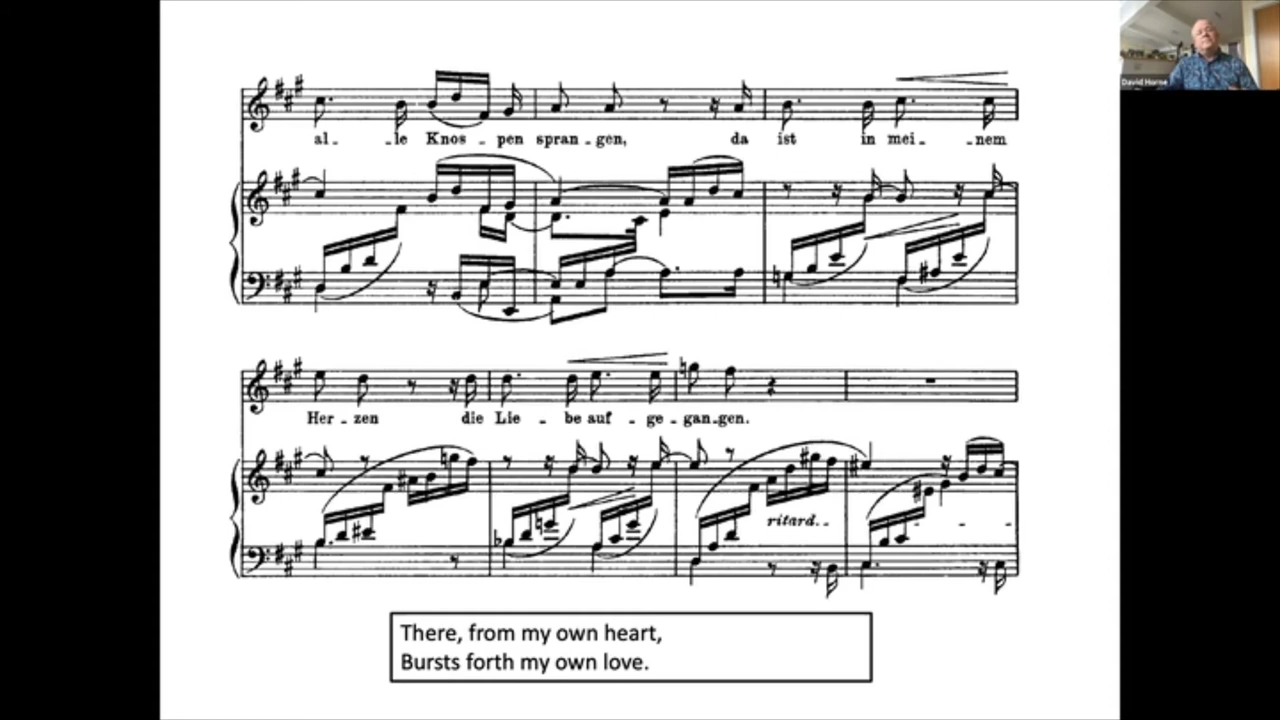 David Horne
al - - le Knos - pen spran - gen, da ist in mei - - nem
Her - zen die Lie - be auf - ge - gan - gen.
ritard. - - -
There, from my own heart,
Bursts forth my own love.